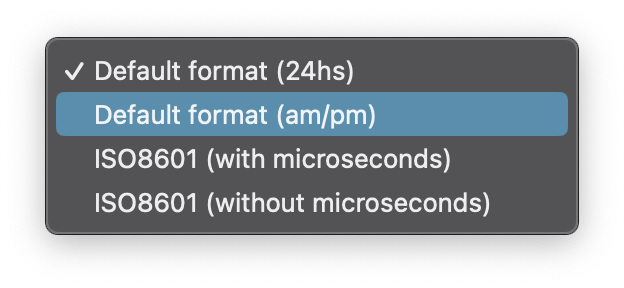 ✓ Default format (24hs)
Default format (am/pm)
ISO8601 (with microseconds)
ISO8601 (without microseconds)